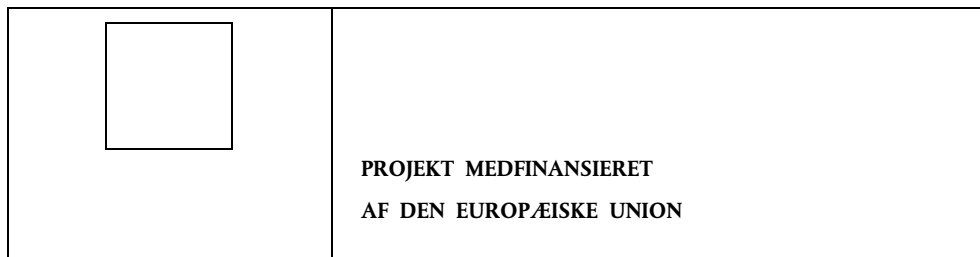 PROJEKT MEDFINANSIERET
AF DEN EUROPÆISKE UNION